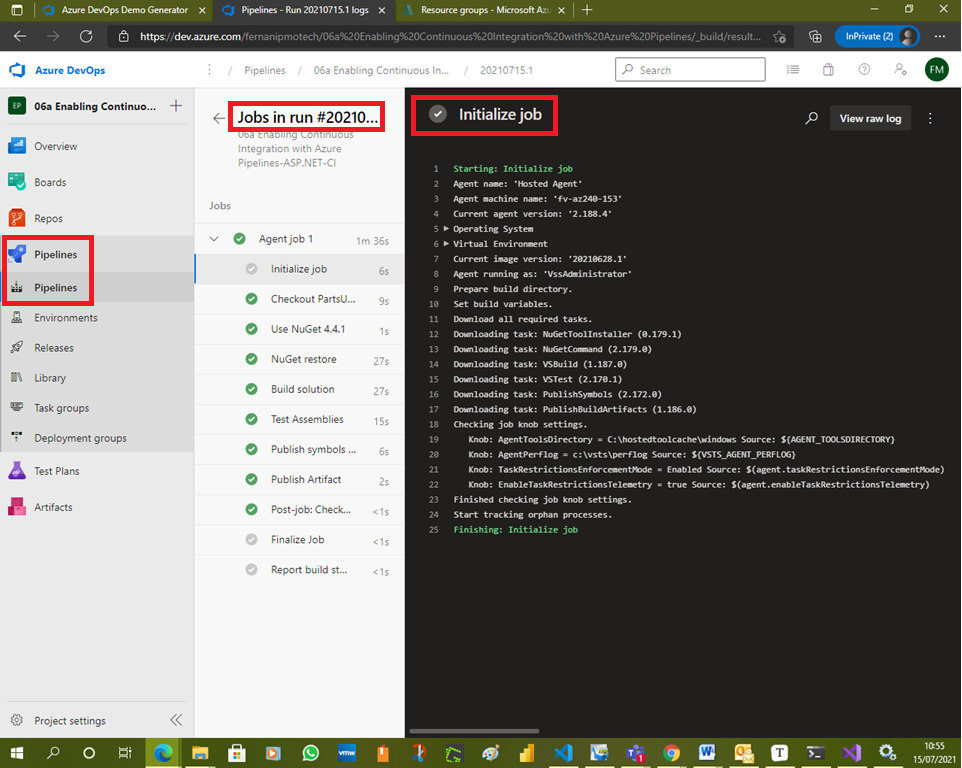 Azure DevOps Demo Generator
Pipelines - Run 20210715.1 logs
Resource groups - Microsoft Azu
https://dev.azure.com/fernanipmotech/06a%20Enabling%20Continuous%20Integration%20with%20Azure%20Pipelines/_build/result...
InPrivate (2)
Azure DevOps
/ Pipelines / 06a Enabling Continuous In... / 20210715.1
Search
FM
EP
06a Enabling Continuo...
Overview
Boards
Repos
Pipelines
Pipelines
Environments
Releases
Library
Task groups
Deployment groups
Test Plans
Artifacts
Project settings
Jobs in run #20210...
06a Enabling Continuous
Integration with Azure
Pipelines-ASP.NET-CI
Jobs
Agent job 1 1m 36s
Initialize job 6s
Checkout PartsU... 9s
Use NuGet 4.4.1 1s
NuGet restore 27s
Build solution 27s
Test Assemblies 15s
Publish symbols ... 6s
Publish Artifact 2s
Post-job: Check... <1s
Finalize Job <1s
Report build st... <1s
Initialize job
View raw log
1 Starting: Initialize job
2 Agent name: 'Hosted Agent'
3 Agent machine name: 'fv-az240-153'
4 Current agent version: '2.188.4'
5 Operating System
6 Virtual Environment
7 Current image version: '20210628.1'
8 Agent running as: 'VssAdministrator'
9 Prepare build directory.
10 Set build variables.
11 Download all required tasks.
12 Downloading task: NuGetToolInstaller (0.179.1)
13 Downloading task: NuGetCommand (2.179.0)
14 Downloading task: VSBuild (1.187.0)
15 Downloading task: VSTest (2.170.1)
16 Downloading task: PublishSymbols (2.172.0)
17 Downloading task: PublishBuildArtifacts (1.186.0)
18 Checking job knob settings.
19 Knob: AgentToolsDirectory = C:\hostedtoolcache\windows Source: ${AGENT_TOOLSDIRECTORY}
20 Knob: AgentPerflog = c:\vsts\perflog Source: ${VSTS_AGENT_PERFLOG}
21 Knob: TaskRestrictionsEnforcementMode = Enabled Source: $(agent.taskRestrictionsEnforcementMode)
22 Knob: EnableTaskRestrictionsTelemetry = true Source: $(agent.enableTaskRestrictionsTelemetry)
23 Finished checking job knob settings.
24 Start tracking orphan processes.
25 Finishing: Initialize job
vmw
10:55
15/07/2021